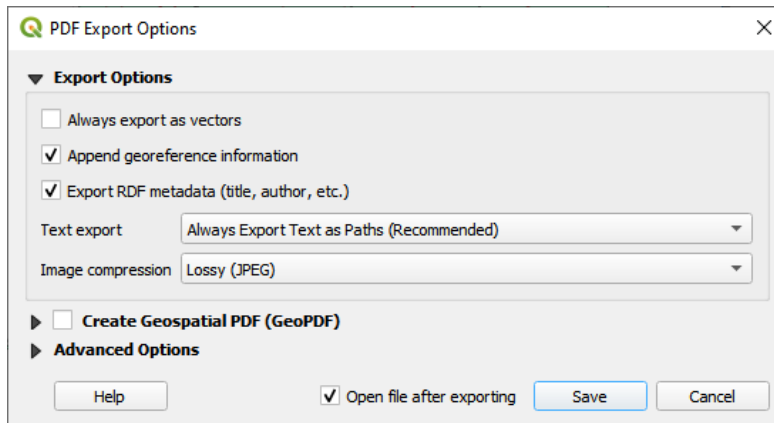 PDF Export Options
Export Options
Always export as vectors
Append georeference information
Export RDF metadata (title, author, etc.)
Text export Always Export Text as Paths (Recommended)
Image compression Lossy (JPEG)
Create Geospatial PDF (GeoPDF)
Advanced Options
Help Open file after exporting Save Cancel